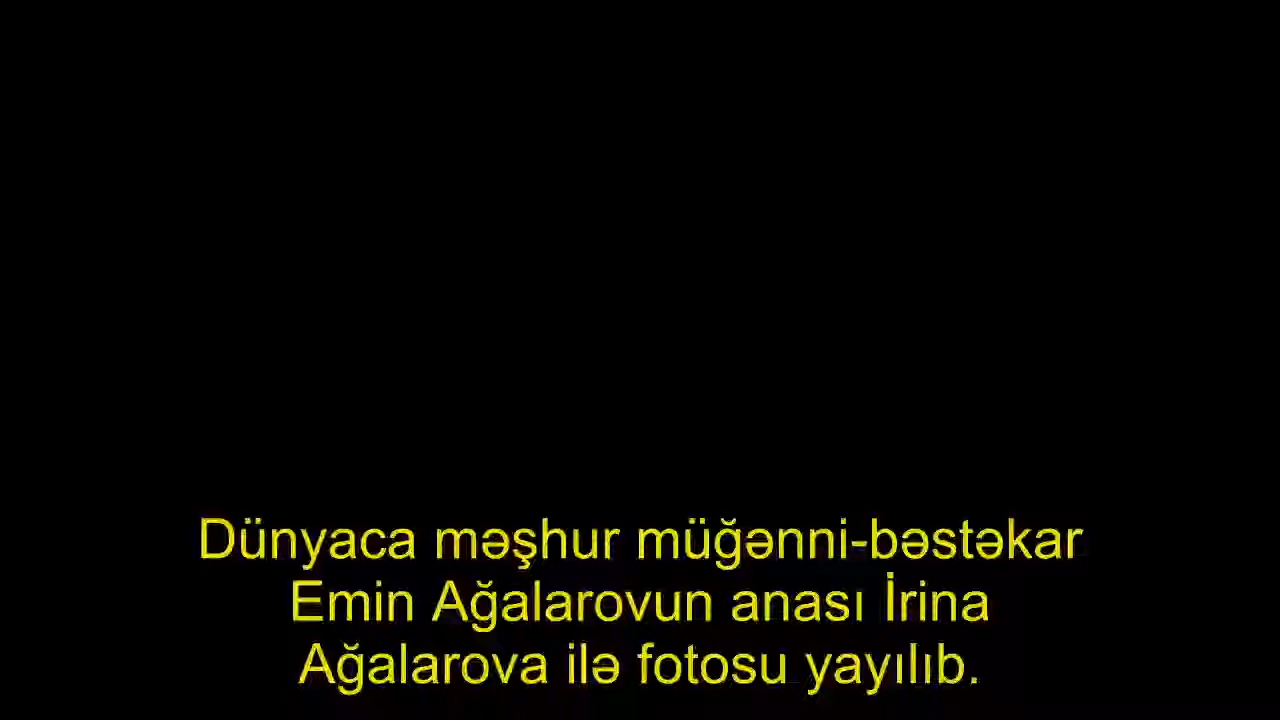 Dünyaca məşhur müğənni-bəstəkar
Emin Ağalarovun anası İrina
Ağalarova ilə fotosu yayılıb.